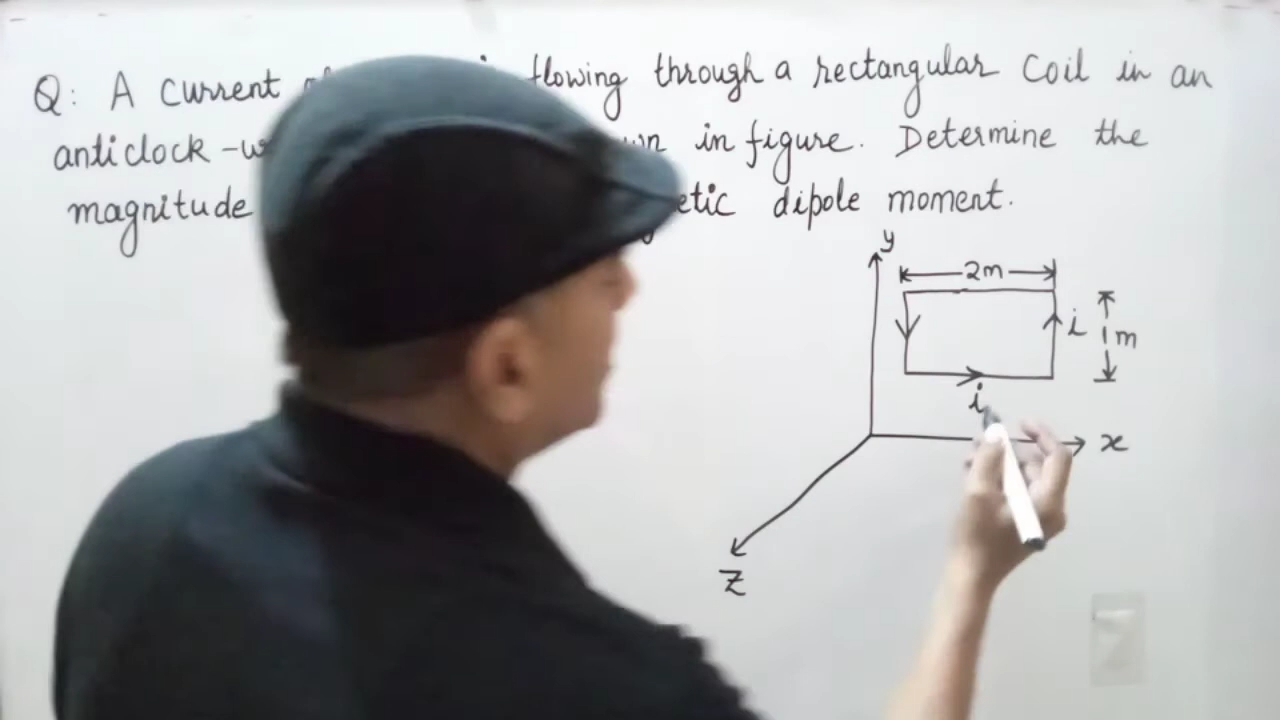 Q: A current flowing through a rectangular coil in an
anticlock-w in figure. Determine the
magnitude etic dipole moment.
y
2m
i
1m
i
x
z